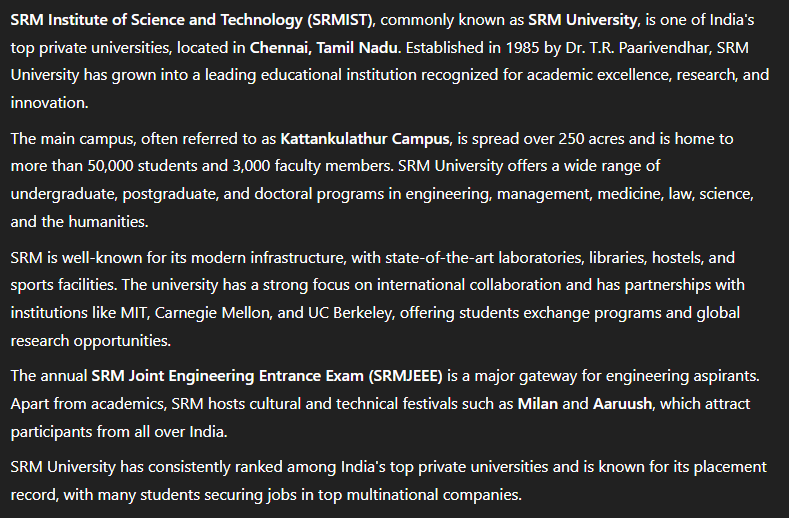 SRM Institute of Science and Technology (SRMIST), commonly known as SRM University, is one of India's
top private universities, located in Chennai, Tamil Nadu. Established in 1985 by Dr. T.R. Paarivendhar, SRM
University has grown into a leading educational institution recognized for academic excellence, research, and
innovation.
The main campus, often referred to as Kattankulathur Campus, is spread over 250 acres and is home to
more than 50,000 students and 3,000 faculty members. SRM University offers a wide range of
undergraduate, postgraduate, and doctoral programs in engineering, management, medicine, law, science,
and the humanities.
SRM is well-known for its modern infrastructure, with state-of-the-art laboratories, libraries, hostels, and
sports facilities. The university has a strong focus on international collaboration and has partnerships with
institutions like MIT, Carnegie Mellon, and UC Berkeley, offering students exchange programs and global
research opportunities.
The annual SRM Joint Engineering Entrance Exam (SRMJEEE) is a major gateway for engineering aspirants.
Apart from academics, SRM hosts cultural and technical festivals such as Milan and Aaruush, which attract
participants from all over India.
SRM University has consistently ranked among India's top private universities and is known for its placement
record, with many students securing jobs in top multinational companies.